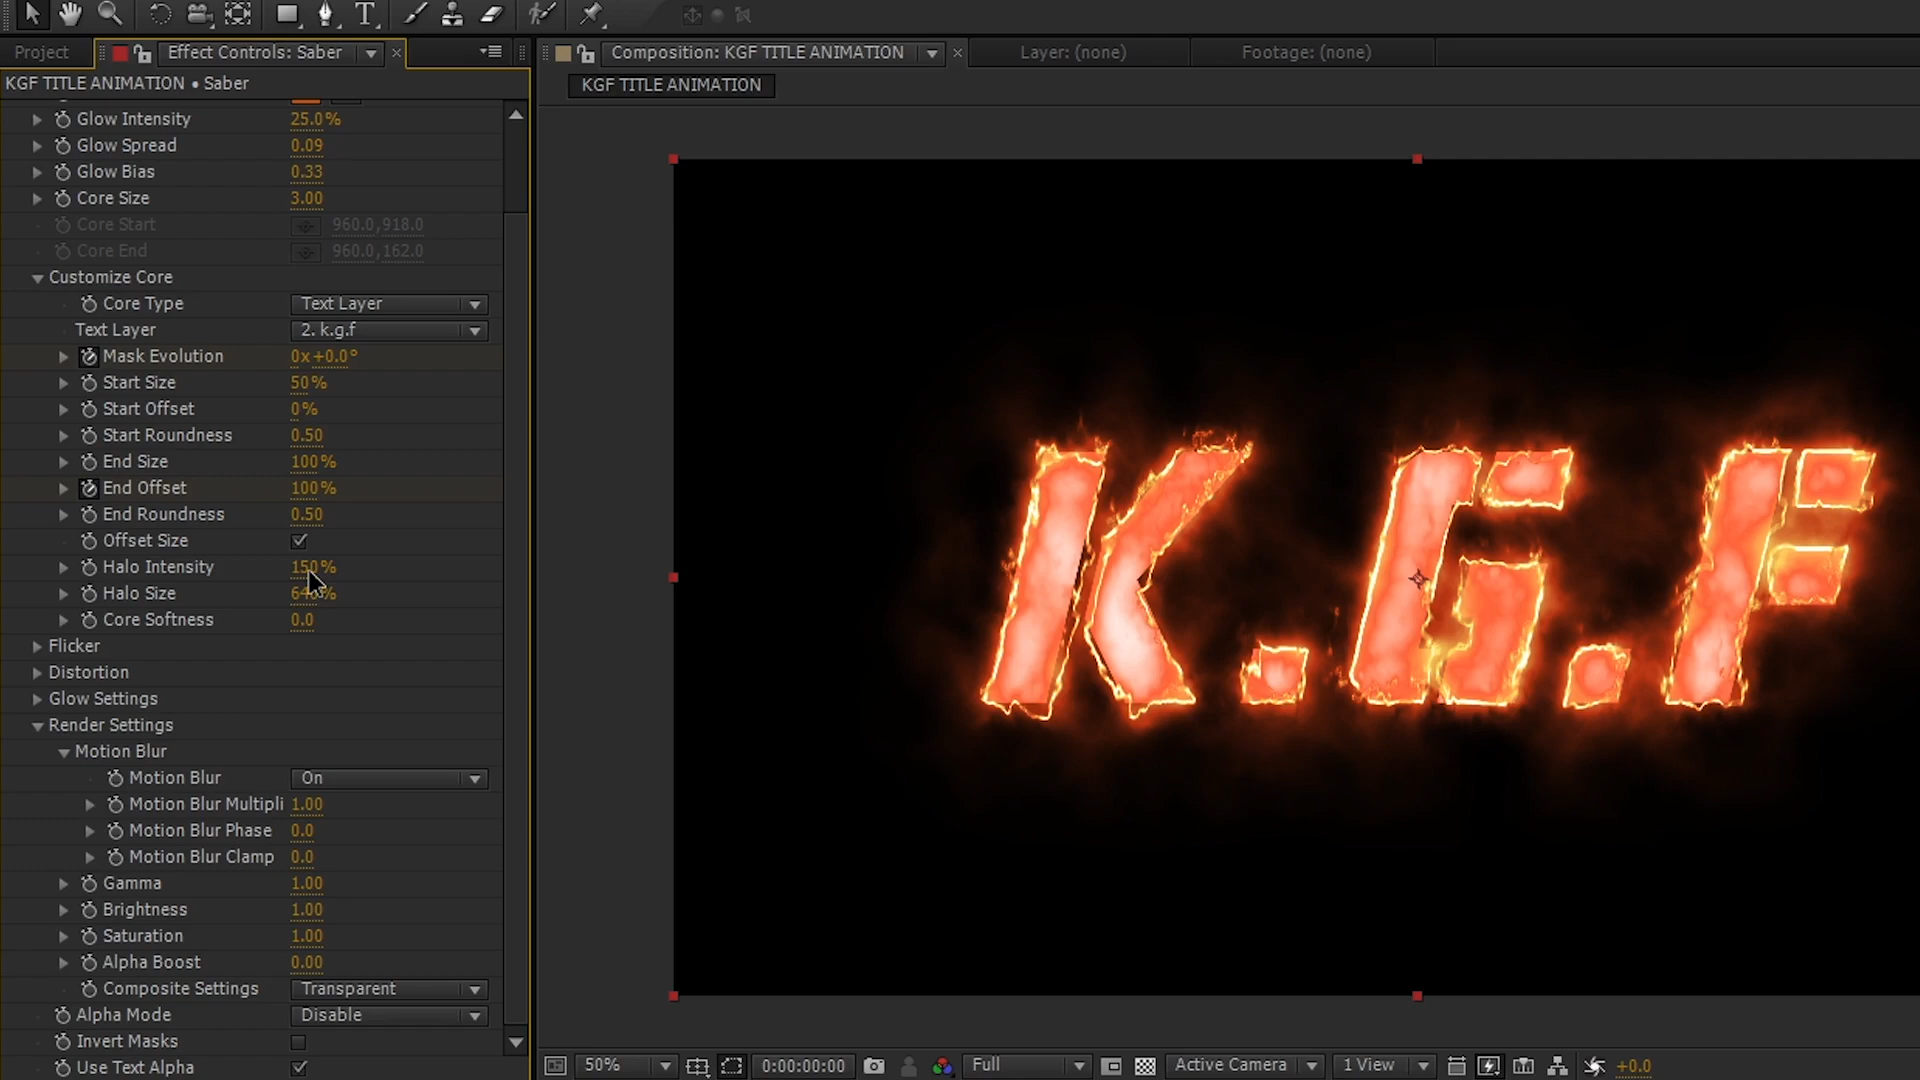 Project
Effect Controls: Saber
Composition: KGF TITLE ANIMATION
Layer: (none)
Footage: (none)
KGF TITLE ANIMATION • Saber
KGF TITLE ANIMATION
Glow Intensity 25.0%
Glow Spread 0.09
Glow Bias 0.33
Core Size 3.00
Core Start 960.0,918.0
Core End 960.0,162.0
Customize Core
Core Type Text Layer
Text Layer 2. k.g.f
Mask Evolution 0x+0.0°
Start Size 50%
Start Offset 0%
Start Roundness 0.50
End Size 100%
End Offset 100%
End Roundness 0.50
Offset Size
Halo Intensity 150%
Halo Size
Core Softness 0.0
Flicker
Distortion
Glow Settings
Render Settings
Motion Blur
Motion Blur On
Motion Blur Multipli 1.00
Motion Blur Phase 0.0
Motion Blur Clamp 0.0
Gamma 1.00
Brightness 1.00
Saturation 1.00
Alpha Boost 0.00
Composite Settings Transparent
Alpha Mode Disable
Invert Masks
Use Text Alpha
K.G.F
50%
0:00:00:00
Full
Active Camera
1 View
+0.0